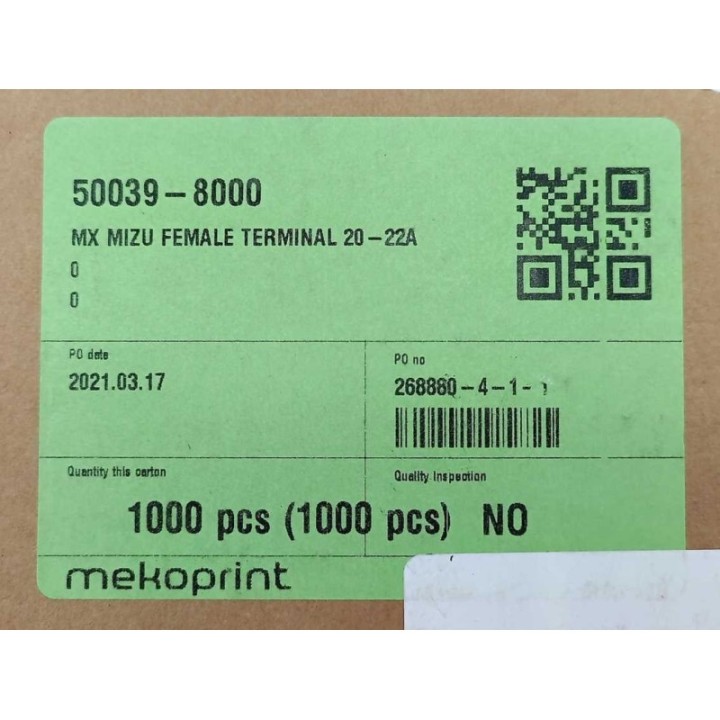 50039-8000
MX MIZU FEMALE TERMINAL 20-22A
0
0
PO date
2021.03.17
PO no
268880-4-1-
Quantity this carton
1000 pcs (1000 pcs)
Quality Inspection
NO
mekoprint